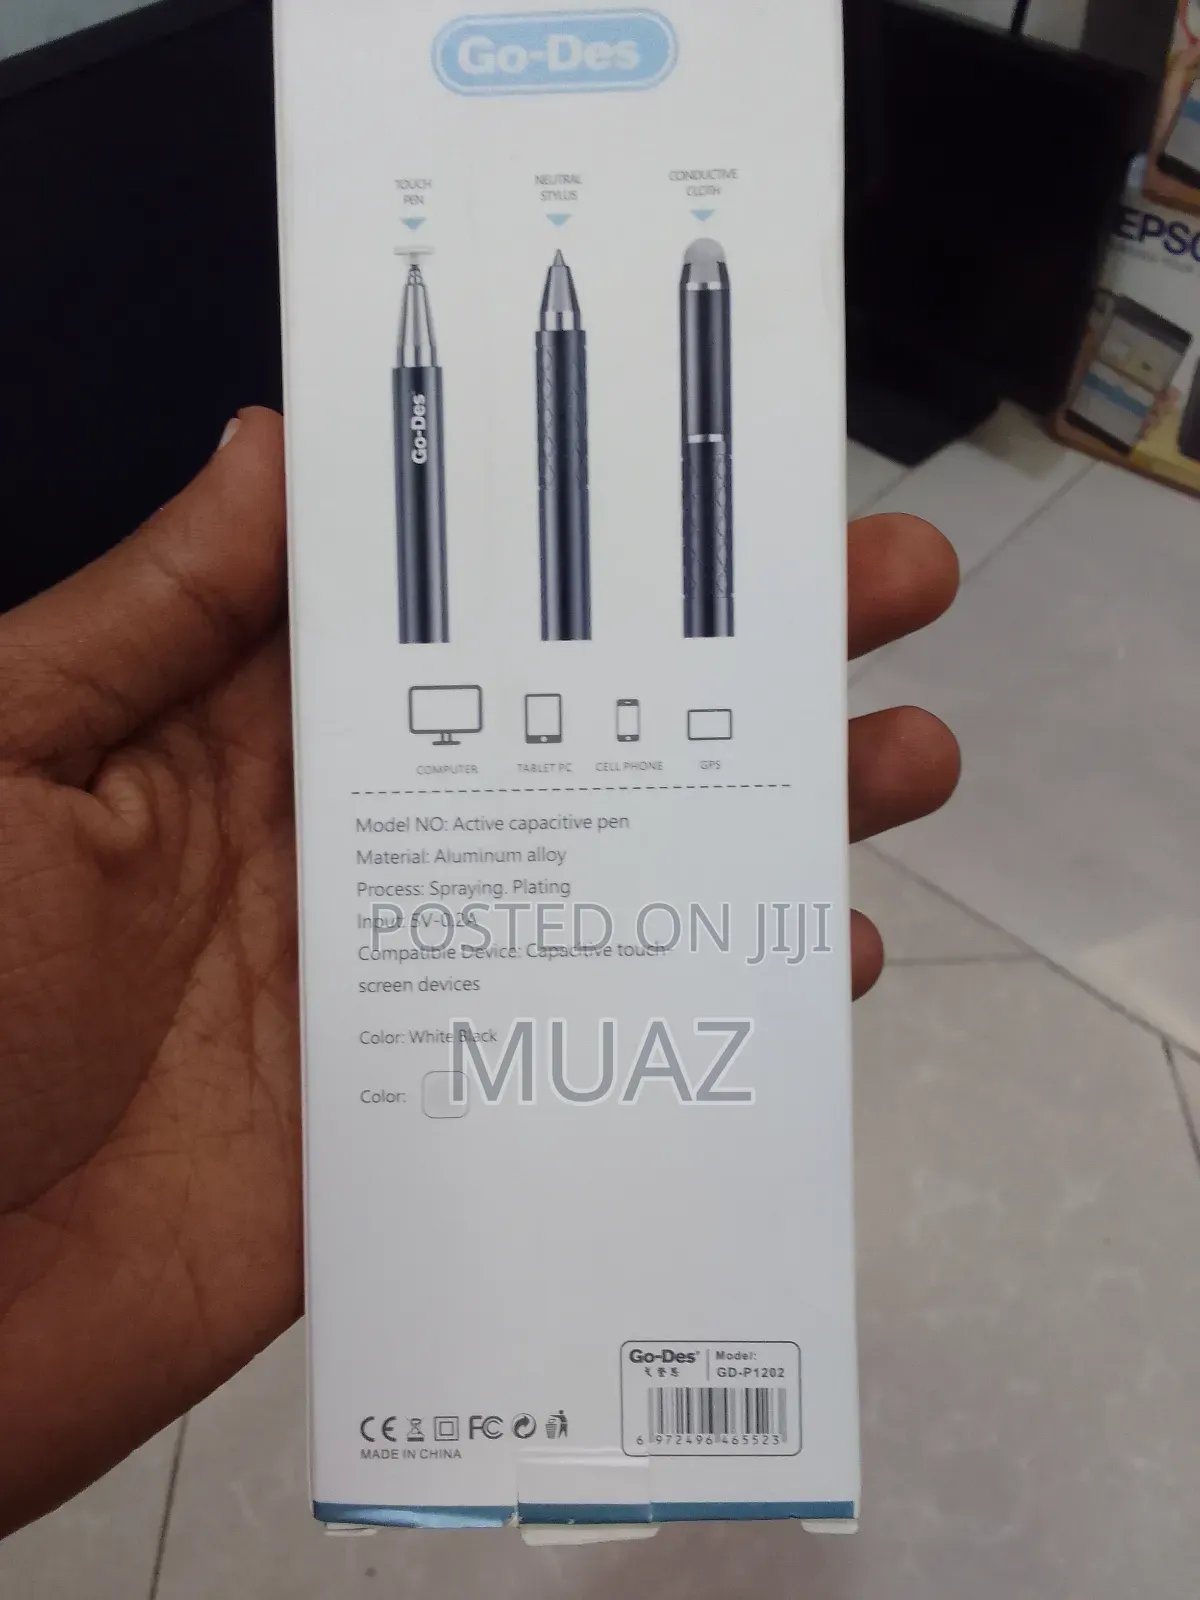 Go-Des
TOUCH
PEN
NEUTRAL
STYLUS
CONDUCTIVE
CLOTH
Go-Des
COMPUTER
TABLET PC
CELL PHONE
GPS
Model NO: Active capacitive pen
Material: Aluminum alloy
Process: Spraying. Plating
Input: 5V-0.2A
POSTED ON JIJI
Compatible Device: Capacitive touch-
screen devices
Color: White Black
MUAZ
Color:
Go-Des®
Model:
GD-P1202
6 972496 465523
CE FC
MADE IN CHINA
EPS